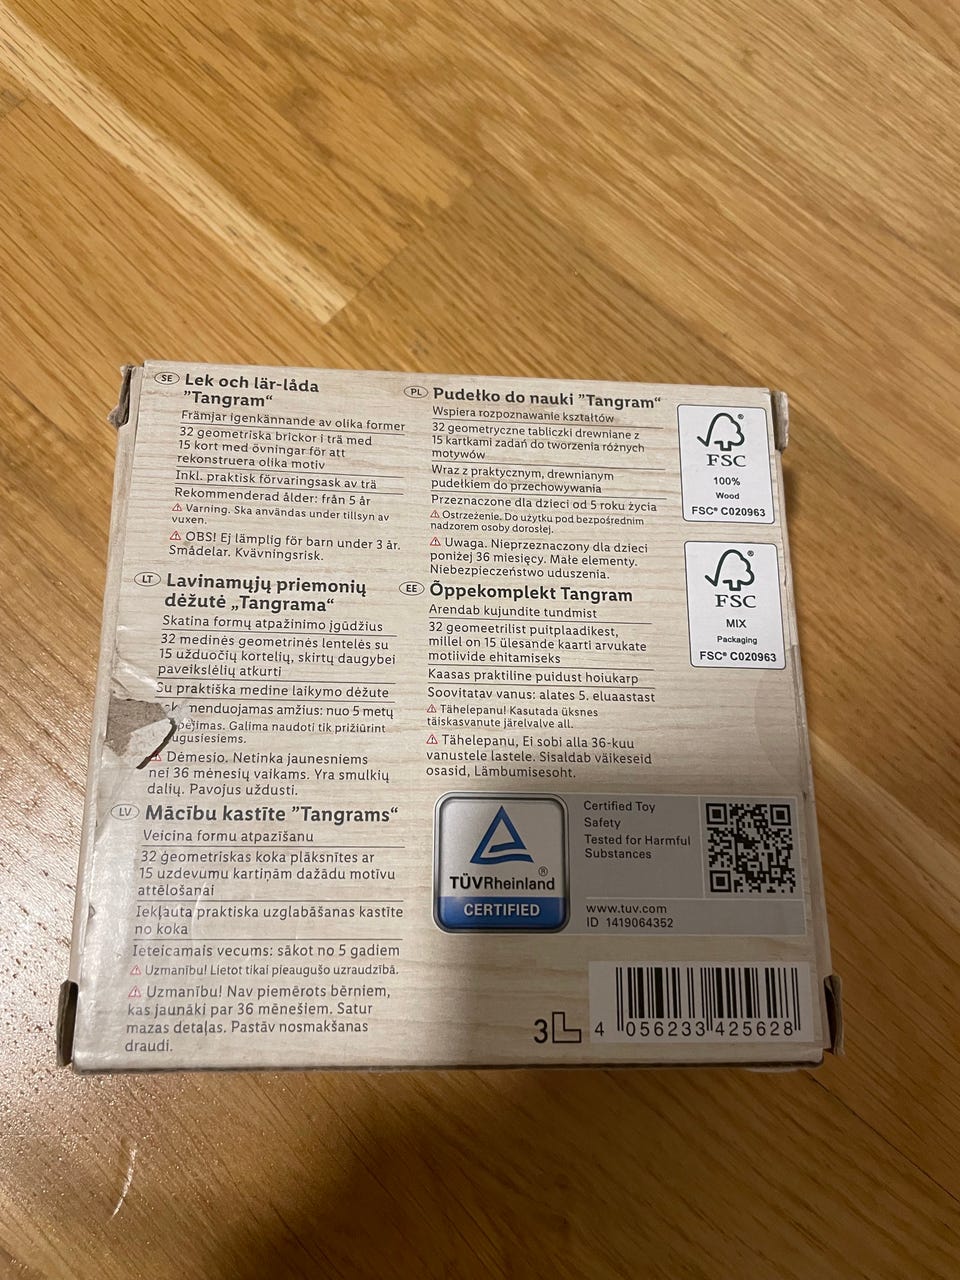 SE Lek och lär-låda
"Tangram“
Främjar igenkännande av olika former
32 geometriska brickor i trä med
15 kort med övningar för att
rekonstruera olika motiv
Inkl. praktisk förvaringsask av trä
Rekommenderad ålder: från 5 år
Varning. Ska användas under tillsyn av
vuxen.
OBS! Ej lämplig för barn under 3 år.
Smådelar. Kvävningsrisk.
LT Lavinamųjų priemonių
dėžutė „Tangrama“
Skatina formų atpažinimo įgūdžius
32 medinės geometrinės lentelės su
15 užduočių kortelių, skirtų daugybei
paveikslėlių atkurti
Su praktiška medine laikymo dėžute
menduojamas amžius: nuo 5 metų
pėjimas. Galima naudoti tik prižiūrint
augusiesiems.
Dėmesio. Netinka jaunesniems
nei 36 mėnesių vaikams. Yra smulkių
dalių. Pavojus uždusti.
LV Mācību kastīte "Tangrams“
Veicina formu atpazīšanu
32 ģeometriskas koka plāksnītes ar
15 uzdevumu kartiņām dažādu motīvu
attēlošanai
Iekļauta praktiska uzglabāšanas kastīte
no koka
Ieteicamais vecums: sākot no 5 gadiem
Uzmanību! Lietot tikai pieaugušo uzraudzībā.
Uzmanību! Nav piemērots bērniem,
kas jaunāki par 36 mēnešiem. Satur
mazas detaļas. Pastāv nosmakšanas
draudi.
PL Pudełko do nauki "Tangram“
Wspiera rozpoznawanie kształtów
32 geometryczne tabliczki drewniane z
15 kartkami zadań do tworzenia różnych
motywów
Wraz z praktycznym, drewnianym
pudełkiem do przechowywania
Przeznaczone dla dzieci od 5 roku życia
Ostrzeżenie. Do użytku pod bezpośrednim
nadzorem osoby dorosłej.
Uwaga. Nieprzeznaczony dla dzieci
poniżej 36 miesięcy. Małe elementy.
Niebezpieczeństwo uduszenia.
EE Õppekomplekt Tangram
Arendab kujundite tundmist
32 geomeetrilist puitplaadikest,
millel on 15 ülesande kaarti arvukate
motiivide ehitamiseks
Kaasas praktiline puidust hoiukarp
Soovitatav vanus: alates 5. eluaastast
Tähelepanu! Kasutada üksnes
täiskasvanute järelvalve all.
Tähelepanu, Ei sobi alla 36-kuu
vanustele lastele. Sisaldab väikeseid
osasid, Lämbumisesoht.
FSC
100%
Wood
FSC® C020963
FSC
MIX
Packaging
FSC® C020963
TÜVRheinland®
CERTIFIED
Certified Toy
Safety
Tested for Harmful
Substances
www.tuv.com
ID 1419064352
3L
4 056233 425628